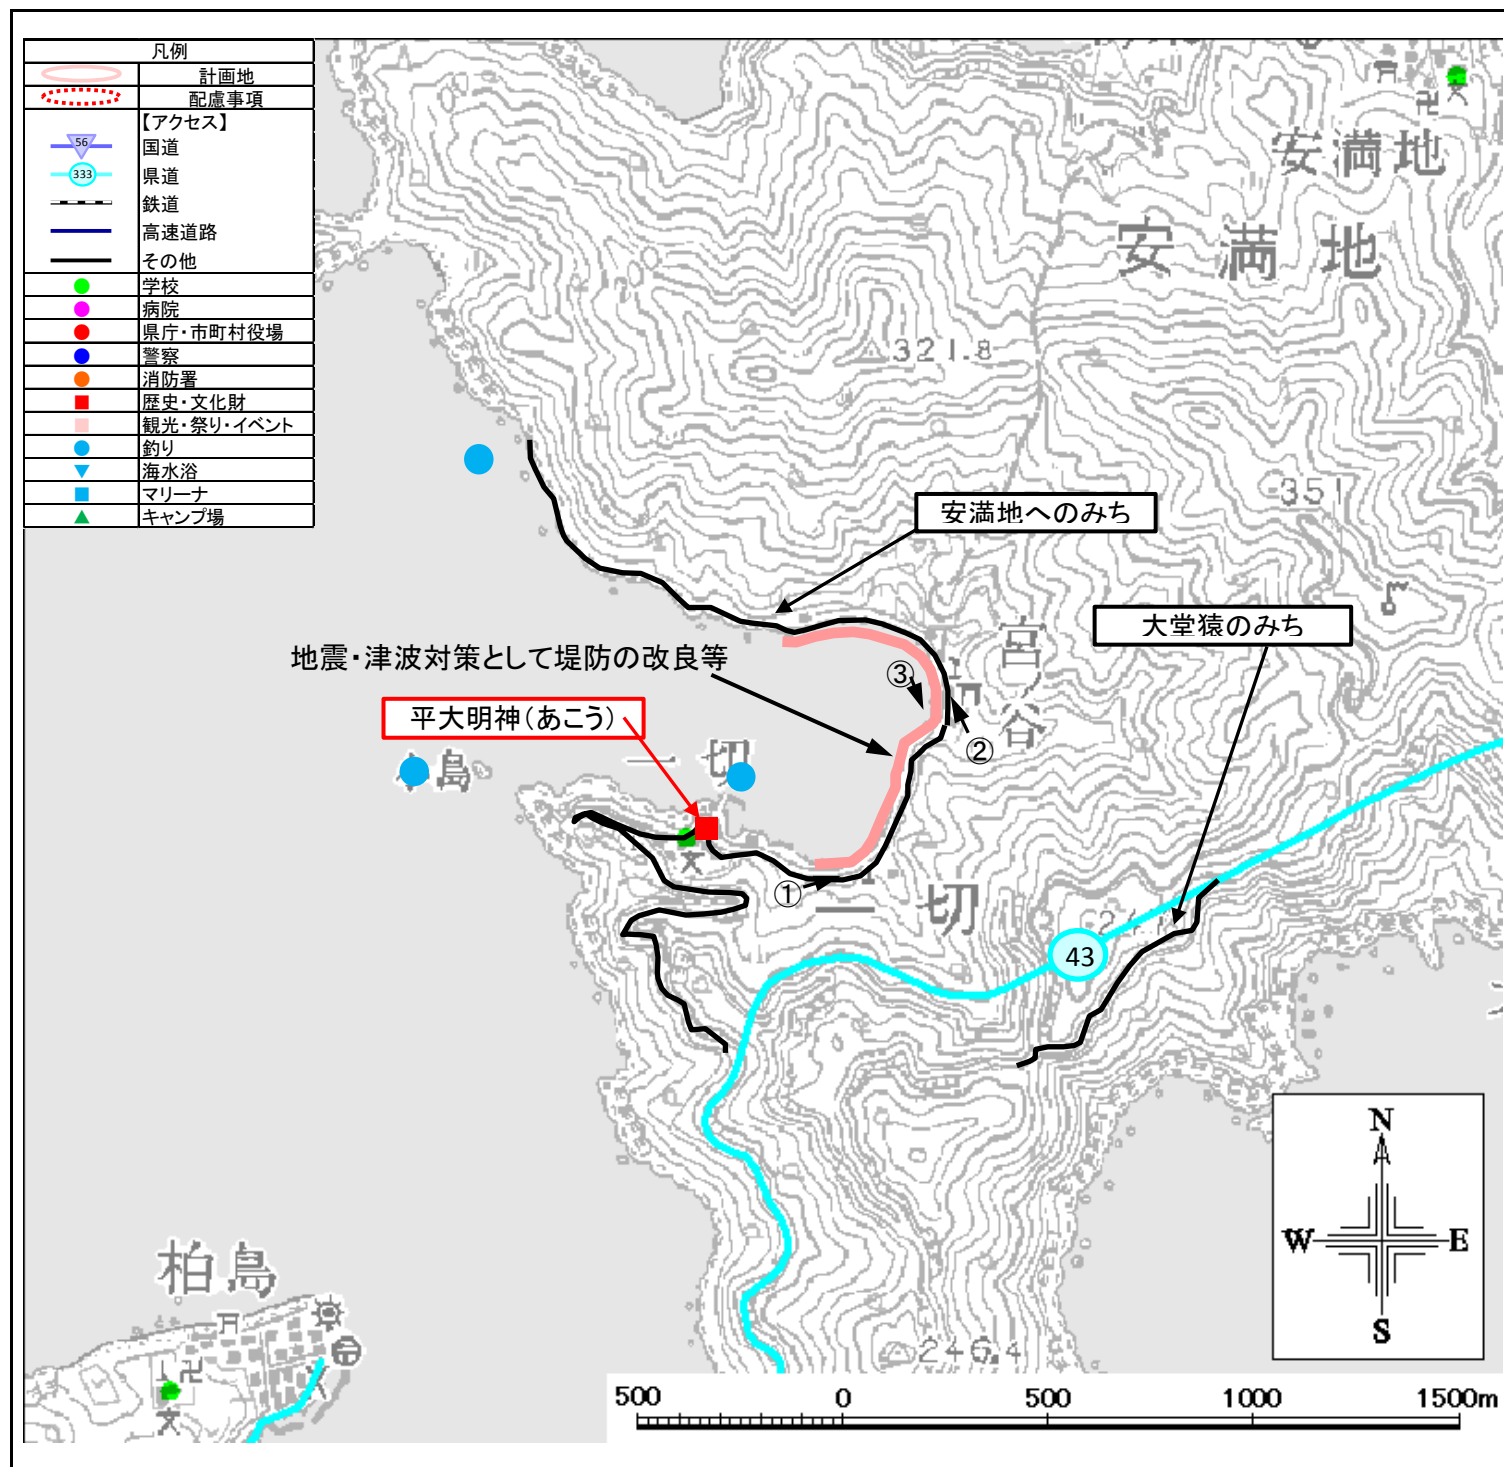 凡例
計画地
配慮事項
【アクセス】
56
国道
333
県道
鉄道
高速道路
その他
学校
病院
県庁・市町村役場
警察
消防署
歴史・文化財
観光・祭り・イベント
釣り
海水浴
マリーナ
キャンプ場
安満地
安満地
321.8
351
安満地へのみち
大堂猿のみち
宮ノ谷
地震・津波対策として堤防の改良等
③
②
平大明神(あこう)
島
一切
①
一切
43
柏島
246.4
N
W
E
S
500 0 500 1000 1500m